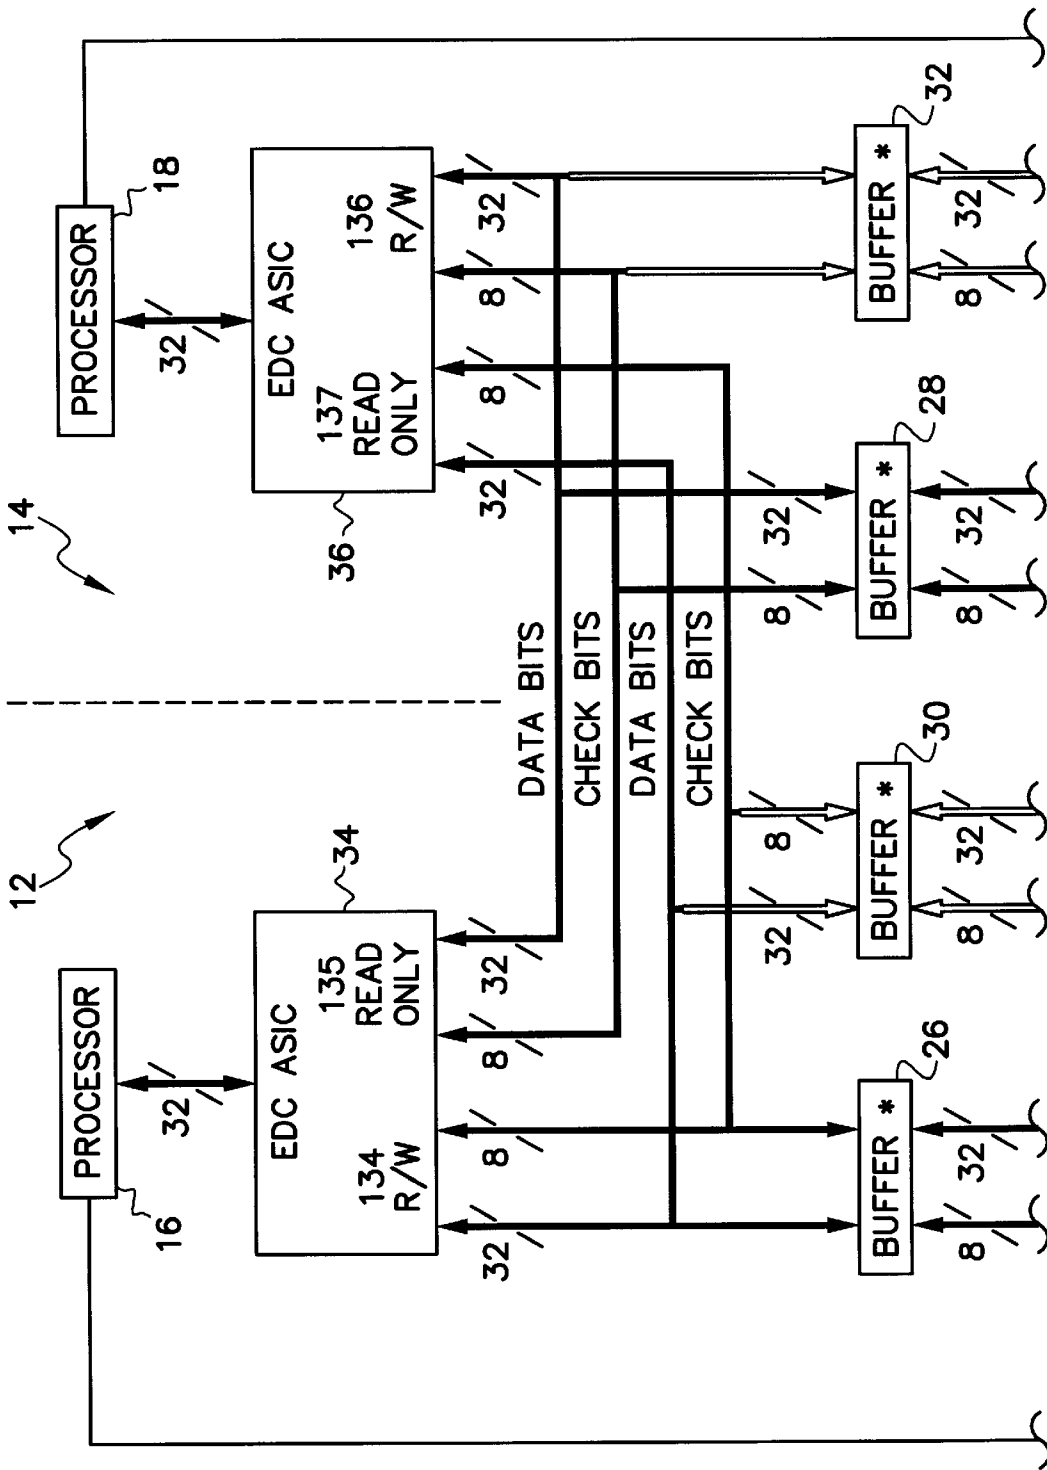 12
14
PROCESSOR
16
PROCESSOR
18
32
32
EDC ASIC
134
R/W
135
READ
ONLY
34
EDC ASIC
137
READ
ONLY
136
R/W
36
32
8
8
32
32
8
8
32
DATA BITS
CHECK BITS
DATA BITS
CHECK BITS
32
8
8
32
BUFFER *
26
BUFFER *
30
BUFFER *
28
BUFFER *
32
8
32
8
32
8
32
8
32